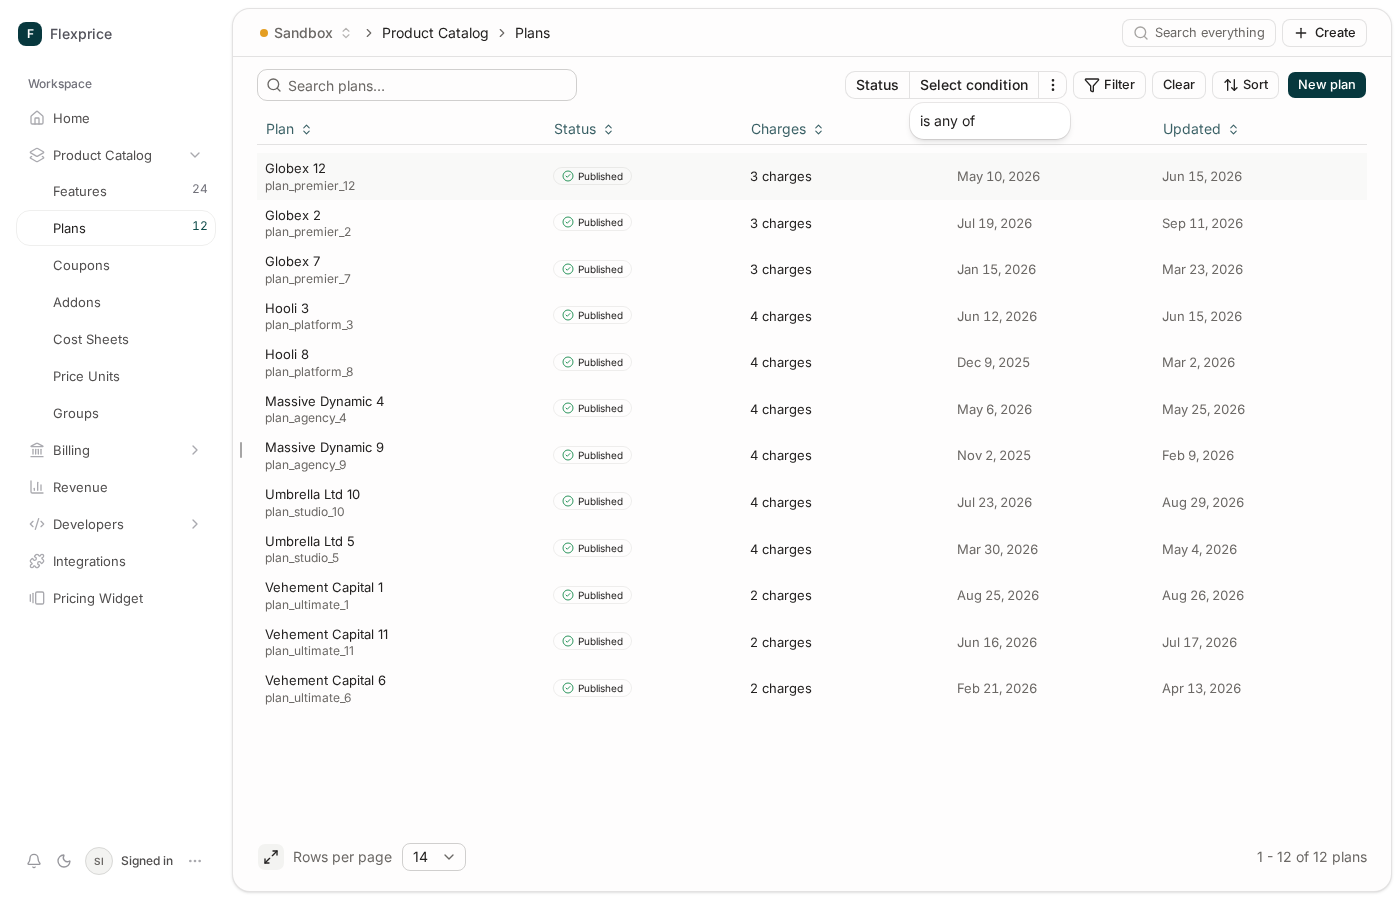 F Flexprice
Workspace
Home
Product Catalog
Features 24
Plans 12
Coupons
Addons
Cost Sheets
Price Units
Groups
Billing
Revenue
Developers
Integrations
Pricing Widget
SI Signed in
Sandbox Product Catalog Plans
Search everything Create
Search plans... Status Select condition Filter Clear Sort New plan
is any of
Plan Status Charges Updated
Globex 12
plan_premier_12 Published 3 charges May 10, 2026 Jun 15, 2026
Globex 2
plan_premier_2 Published 3 charges Jul 19, 2026 Sep 11, 2026
Globex 7
plan_premier_7 Published 3 charges Jan 15, 2026 Mar 23, 2026
Hooli 3
plan_platform_3 Published 4 charges Jun 12, 2026 Jun 15, 2026
Hooli 8
plan_platform_8 Published 4 charges Dec 9, 2025 Mar 2, 2026
Massive Dynamic 4
plan_agency_4 Published 4 charges May 6, 2026 May 25, 2026
Massive Dynamic 9
plan_agency_9 Published 4 charges Nov 2, 2025 Feb 9, 2026
Umbrella Ltd 10
plan_studio_10 Published 4 charges Jul 23, 2026 Aug 29, 2026
Umbrella Ltd 5
plan_studio_5 Published 4 charges Mar 30, 2026 May 4, 2026
Vehement Capital 1
plan_ultimate_1 Published 2 charges Aug 25, 2026 Aug 26, 2026
Vehement Capital 11
plan_ultimate_11 Published 2 charges Jun 16, 2026 Jul 17, 2026
Vehement Capital 6
plan_ultimate_6 Published 2 charges Feb 21, 2026 Apr 13, 2026
Rows per page 14 1 - 12 of 12 plans